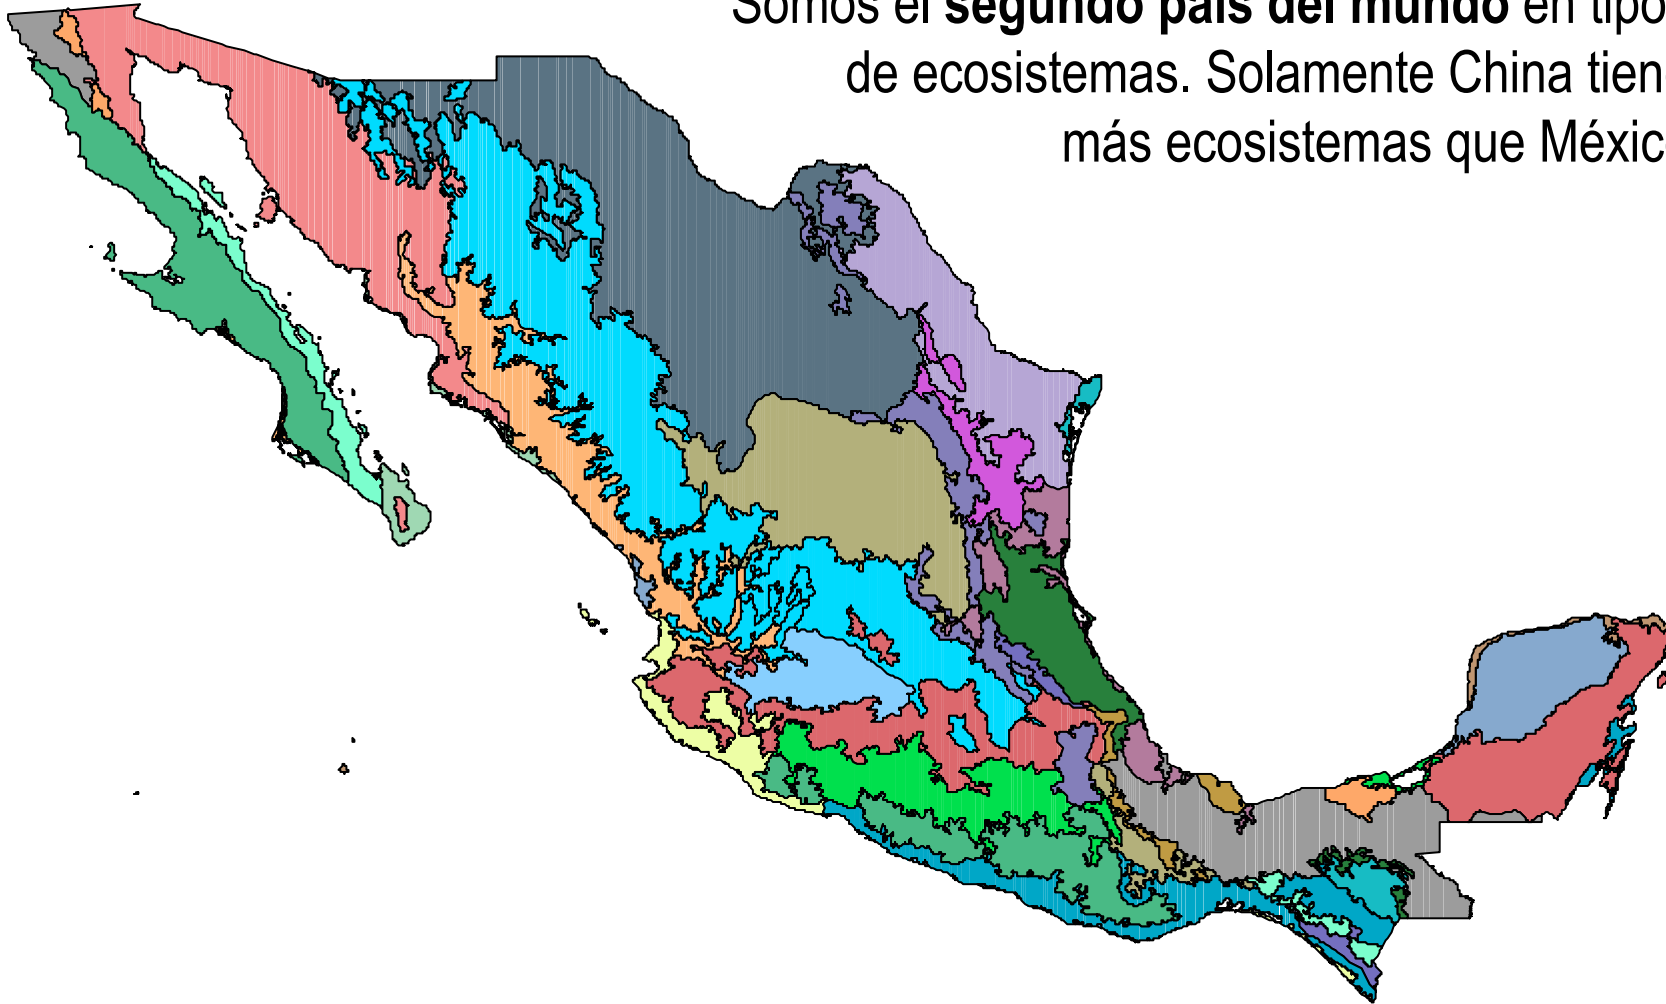 Somos el segundo país del mundo en tipo
de ecosistemas. Solamente China tien
más ecosistemas que Méxic